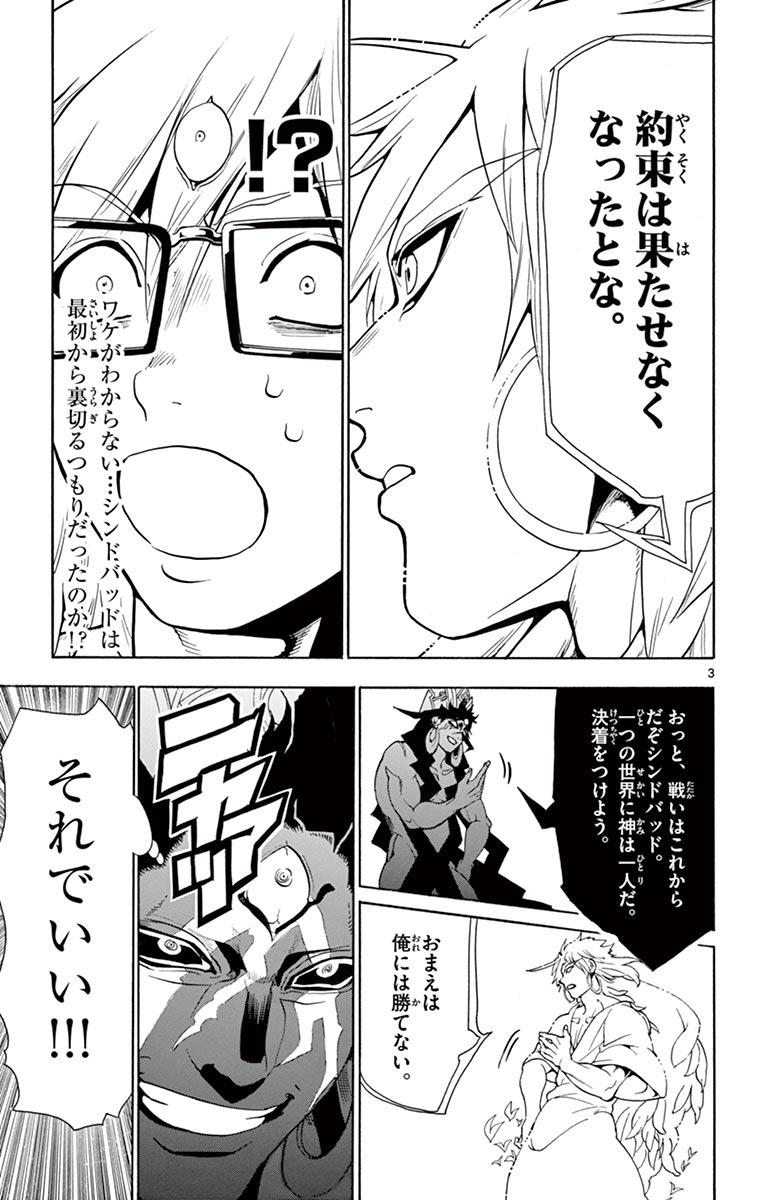 約束は果たせなく
なったとな。
!?
ワケがわからない…シンドバッドは
最初から裏切るつもりだったのか!?
3
おっと、戦いはこれから
だぞシンドバッド。
一つの世界に神は一人だ。
決着をつけよう。
おまえは
俺には勝てない。
ニヤァッ
それでいい!!!